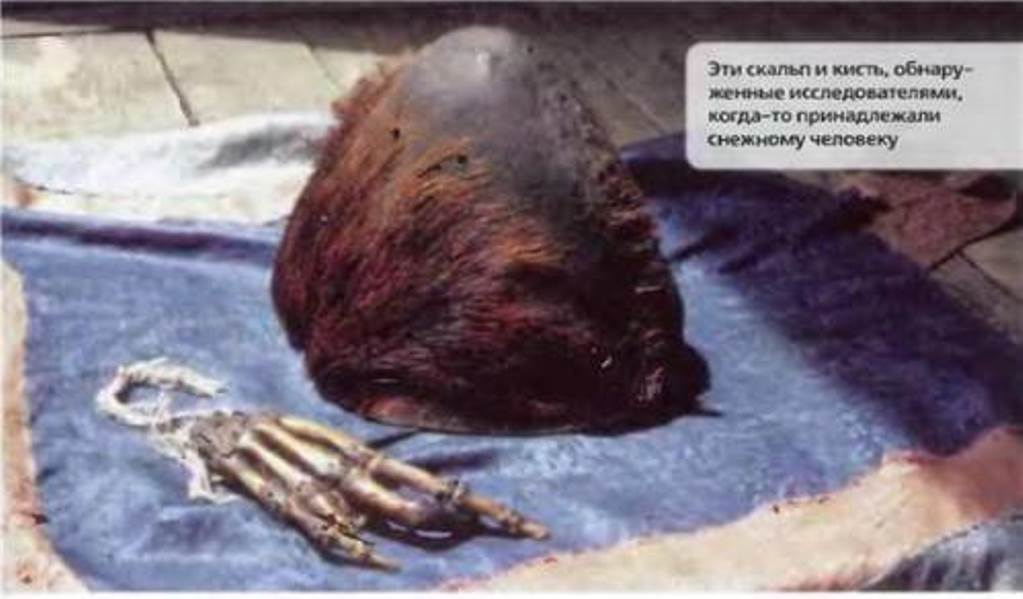 Эти скальп и кисть, обнару-
женные исследователями,
когда-то принадлежали
снежному человеку